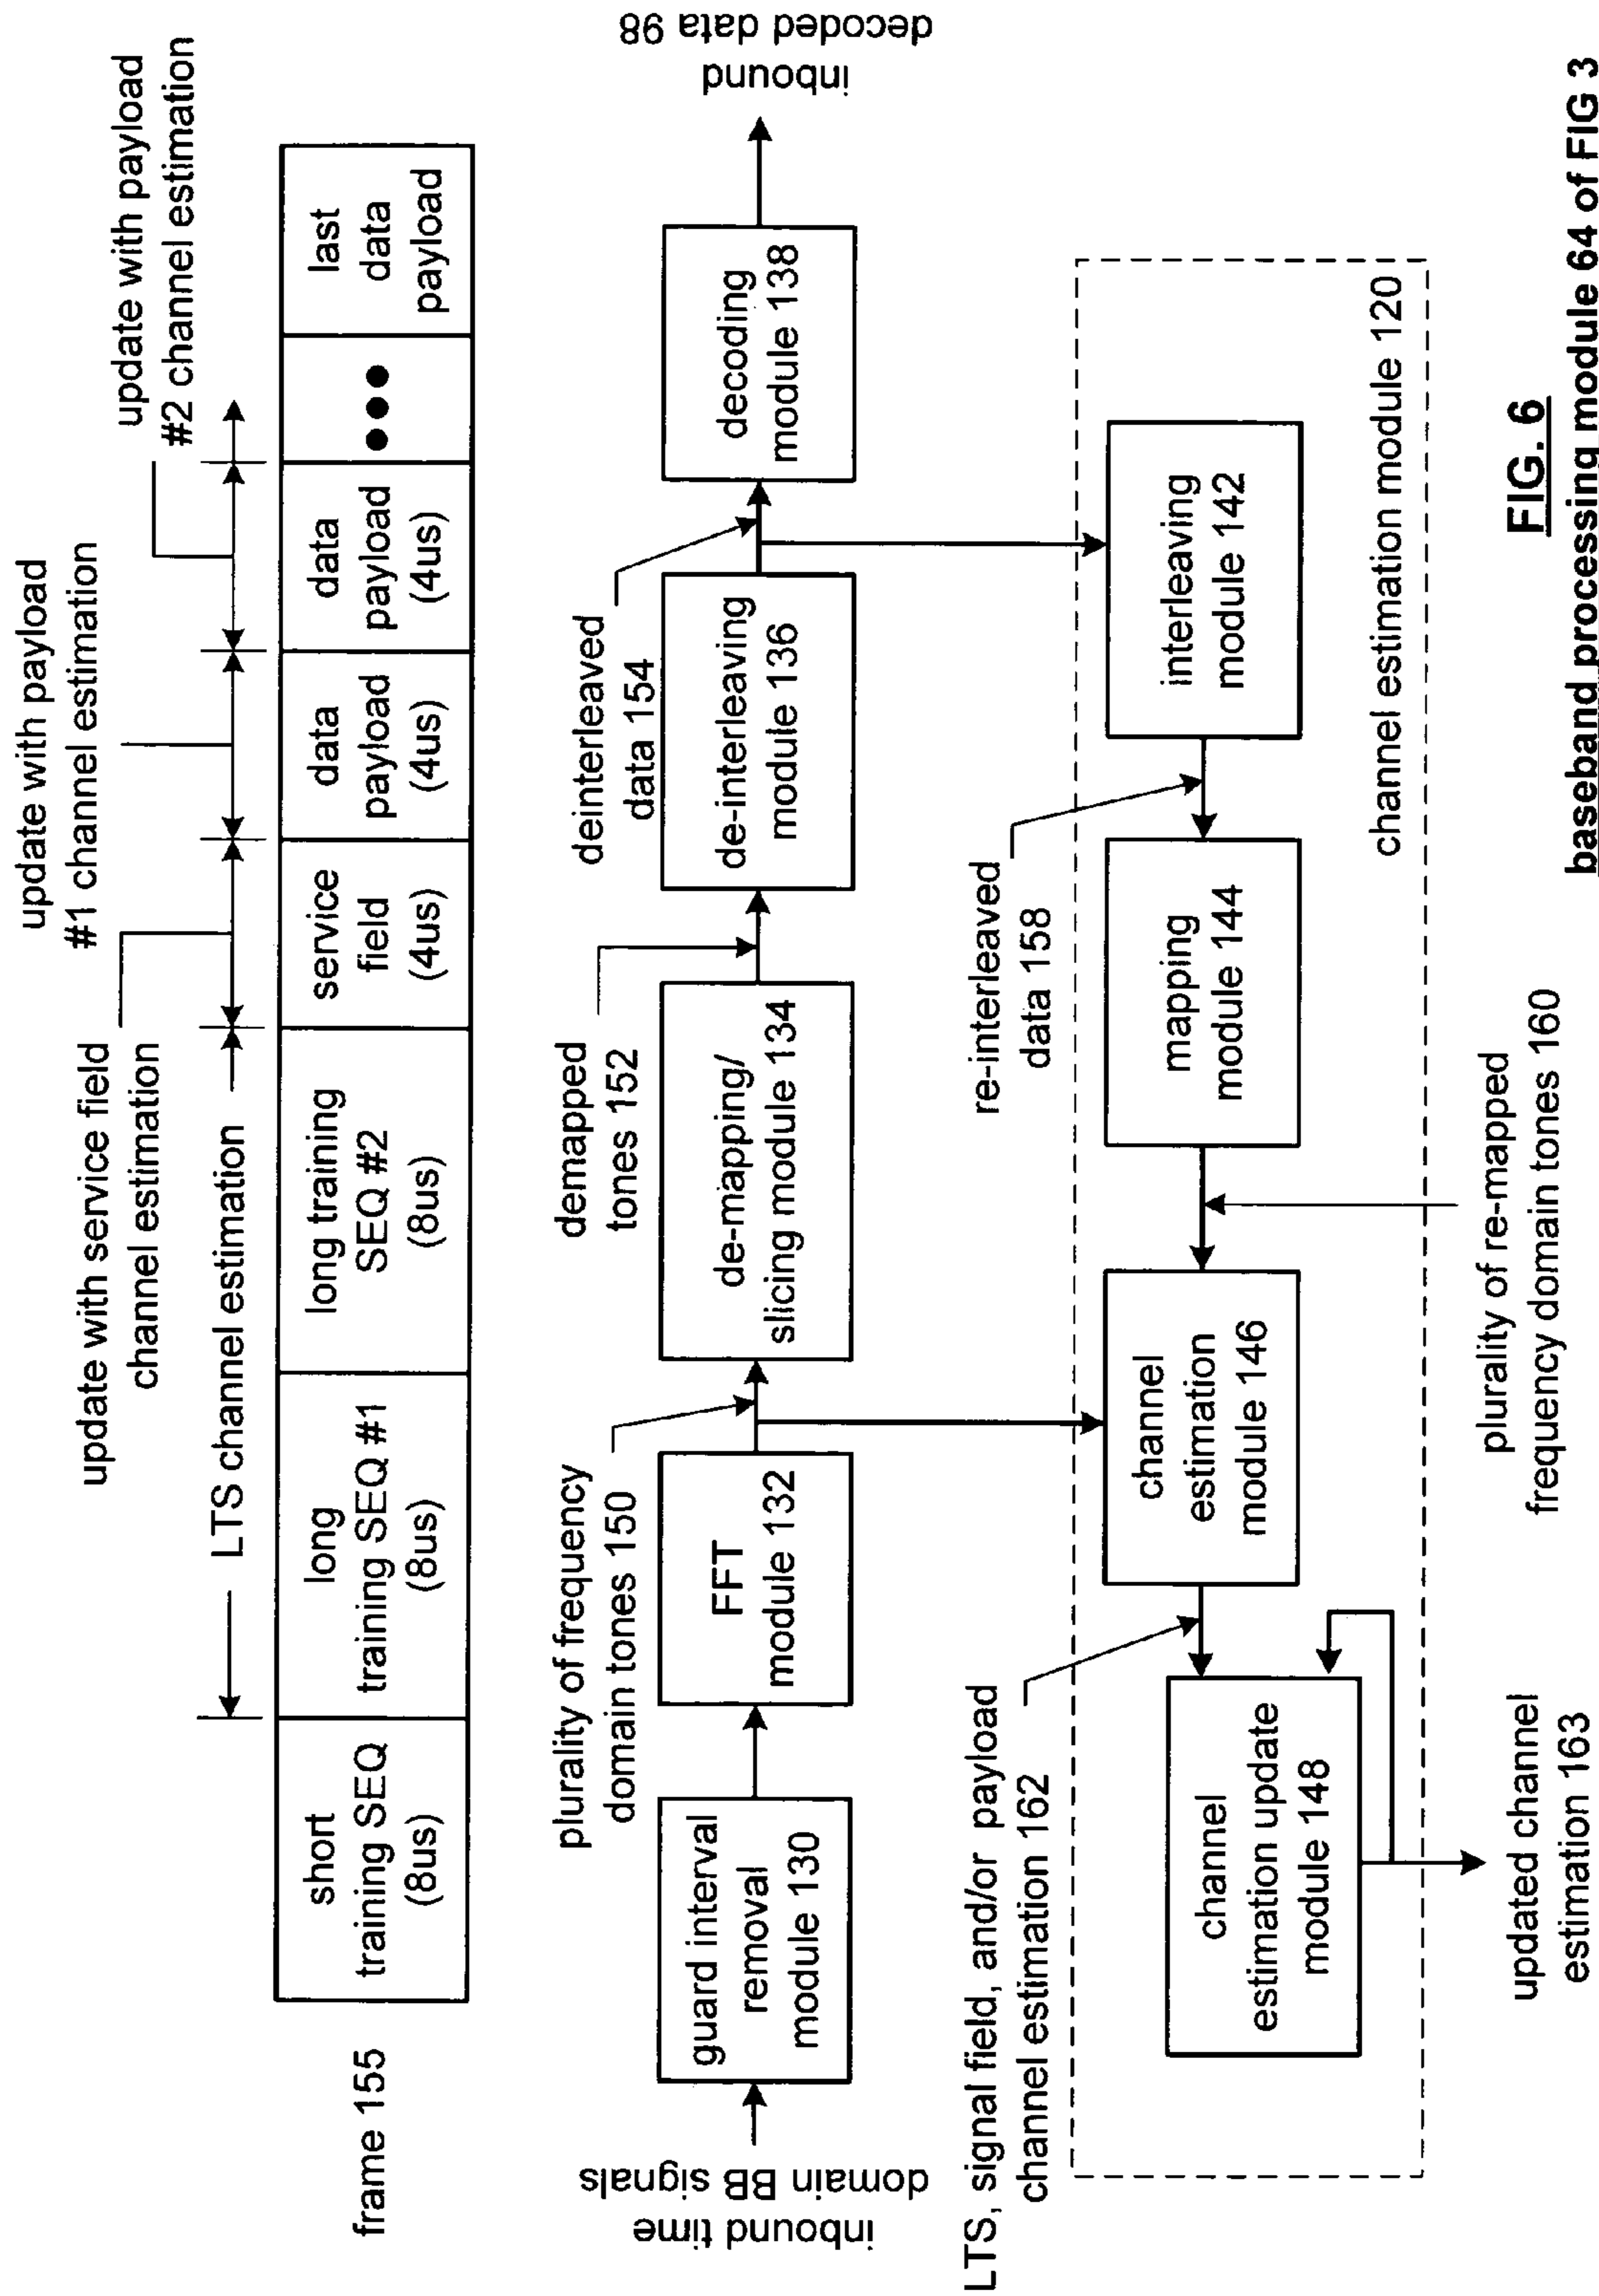 update with payload
#1 channel estimation
update with payload
#2 channel estimation
update with service field
channel estimation
LTS channel estimation
frame 155
short
training SEQ
(8us)
long
training SEQ #1
(8us)
long training
SEQ #2
(8us)
service
field
(4us)
data
payload
(4us)
data
payload
(4us)
●●●
last
data
payload
inbound time
domain BB signals
guard interval
removal
module 130
plurality of frequency
domain tones 150
FFT
module 132
de-mapping/
slicing module 134
demapped
tones 152
de-interleaving
module 136
deinterleaved
data 154
decoding
module 138
inbound
decoded data 98
LTS, signal field, and/or payload
channel estimation 162
channel
estimation update
module 148
channel
estimation
module 146
mapping
module 144
re-interleaved
data 158
interleaving
module 142
channel estimation module 120
updated channel
estimation 163
plurality of re-mapped
frequency domain tones 160
FIG. 6
baseband processing module 64 of FIG 3